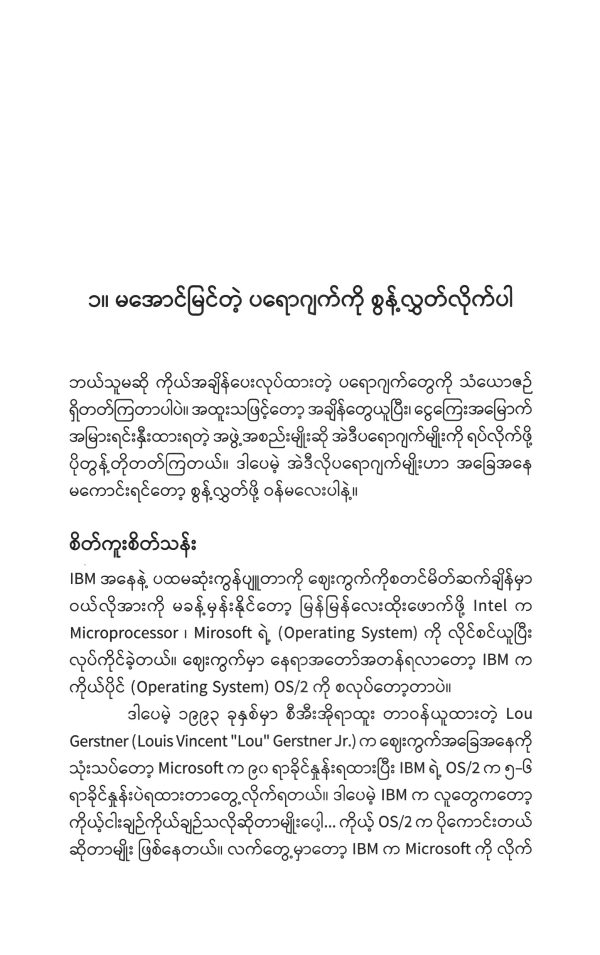 ၁။ မအောင်မြင်တဲ့ ပရောဂျက်ကို စွန့်လွှတ်လိုက်ပါ
ဘယ်သူမဆို ကိုယ်အချိန်ပေးလုပ်ထားတဲ့ ပရောဂျက်တွေကို သံယောဇဉ်
ရှိတတ်ကြတာပါပဲ။ အထူးသဖြင့်တော့ အချိန်တွေယူပြီး၊ ငွေကြေးအမြောက်
အမြားရင်းနှီးထားရတဲ့ အဖွဲ့အစည်းမျိုးဆို အဲဒီပရောဂျက်မျိုးကို ရပ်လိုက်ဖို့
ပိုတွန့်တိုတတ်ကြတယ်။ ဒါပေမဲ့ အဲဒီလိုပရောဂျက်မျိုးဟာ အခြေအနေ
မကောင်းရင်တော့ စွန့်လွှတ်ဖို့ ဝန်မလေးပါနဲ့။
စိတ်ကူးစိတ်သန်း
IBM အနေနဲ့ ပထမဆုံးကွန်ပျူတာကို ဈေးကွက်ကိုစတင်မိတ်ဆက်ချိန်မှာ
ဝယ်လိုအားကို မခန့်မှန်းနိုင်တော့ မြန်မြန်လေးထိုးဖောက်ဖို့ Intel က
Microprocessor ၊ Mirosoft ရဲ့ (Operating System) ကို လိုင်စင်ယူပြီး
လုပ်ကိုင်ခဲ့တယ်။ ဈေးကွက်မှာ နေရာအတော်အတန်ရလာတော့ IBM က
ကိုယ်ပိုင် (Operating System) OS/2 ကို စလုပ်တော့တာပဲ။
ဒါပေမဲ့ ၁၉၉၃ ခုနှစ်မှာ စီအီးအိုရာထူး တာဝန်ယူထားတဲ့ Lou
Gerstner (Louis Vincent "Lou" Gerstner Jr.) က ဈေးကွက်အခြေအနေကို
သုံးသပ်တော့ Microsoft က ၉၀ ရာခိုင်နှုန်းရထားပြီး IBM ရဲ့ OS/2 က ၅-၆
ရာခိုင်နှုန်းပဲရထားတာတွေ့လိုက်ရတယ်။ ဒါပေမဲ့ IBM က လူတွေကတော့
ကိုယ့်ငါးချဉ်ကိုယ်ချဉ်သလိုဆိုတာမျိုးပေါ့... ကိုယ့် OS/2 က ပိုကောင်းတယ်
ဆိုတာမျိုး ဖြစ်နေတယ်။ လက်တွေ့မှာတော့ IBM က Microsoft ကို လိုက်